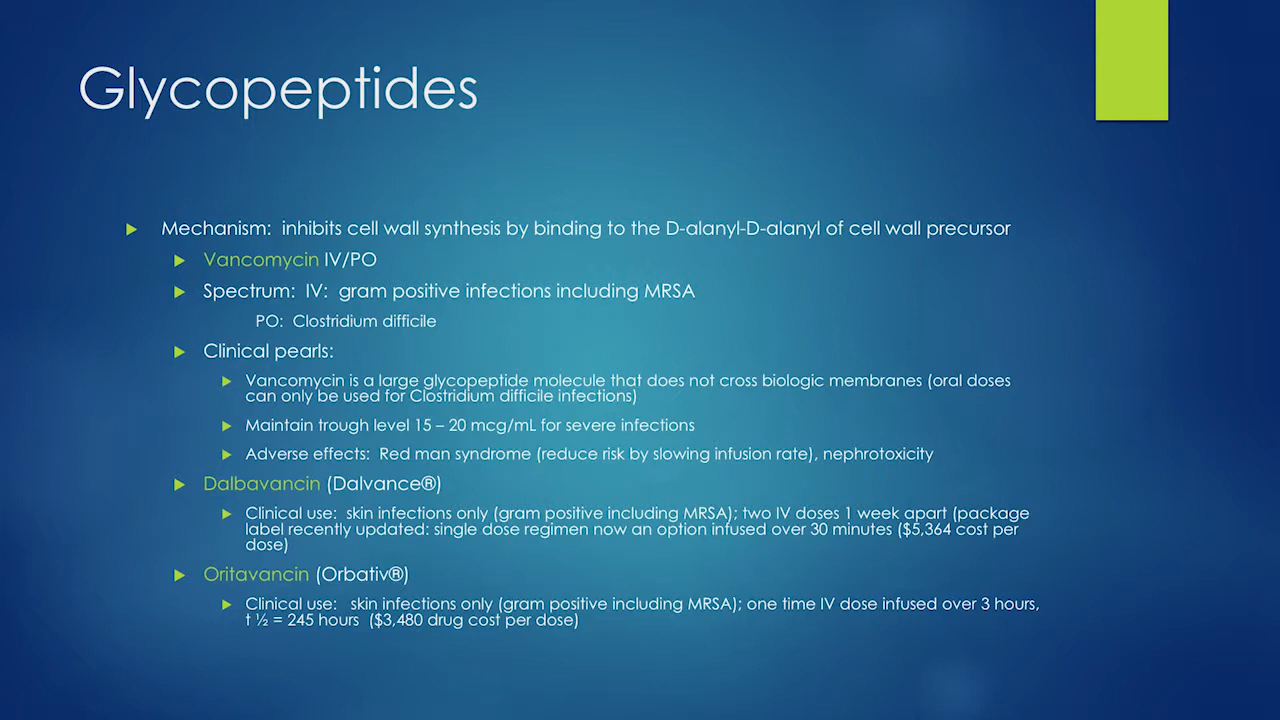 Glycopeptides
Mechanism:  inhibits cell wall synthesis by binding to the D-alanyl-D-alanyl of cell wall precursor
Vancomycin IV/PO
Spectrum:  IV:  gram positive infections including MRSA
PO:  Clostridium difficile
Clinical pearls:
Vancomycin is a large glycopeptide molecule that does not cross biologic membranes (oral doses
can only be used for Clostridium difficile infections)
Maintain trough level 15 – 20 mcg/mL for severe infections
Adverse effects:  Red man syndrome (reduce risk by slowing infusion rate), nephrotoxicity
Dalbavancin (Dalvance®)
Clinical use:  skin infections only (gram positive including MRSA); two IV doses 1 week apart (package
label recently updated: single dose regimen now an option infused over 30 minutes ($5,364 cost per
dose)
Oritavancin (Orbativ®)
Clinical use:   skin infections only (gram positive including MRSA); one time IV dose infused over 3 hours,
t ½ = 245 hours  ($3,480 drug cost per dose)